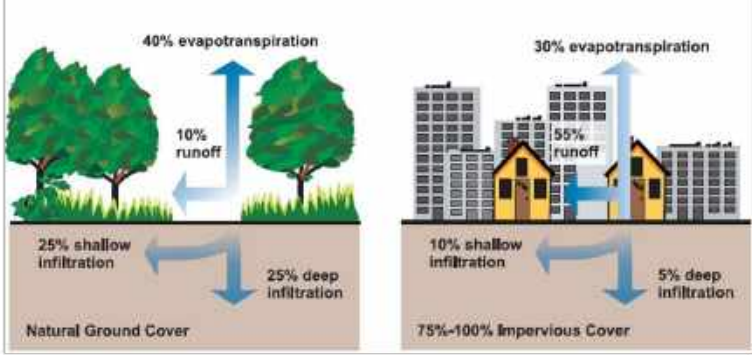 40% evapotranspiration
10%
runoff
25% shallow
infiltration
25% deep
infiltration
Natural Ground Cover
30% evapotranspiration
55%
runoff
10% shallow
infiltration
5% deep
infiltration
75%-100% Impervious Cover